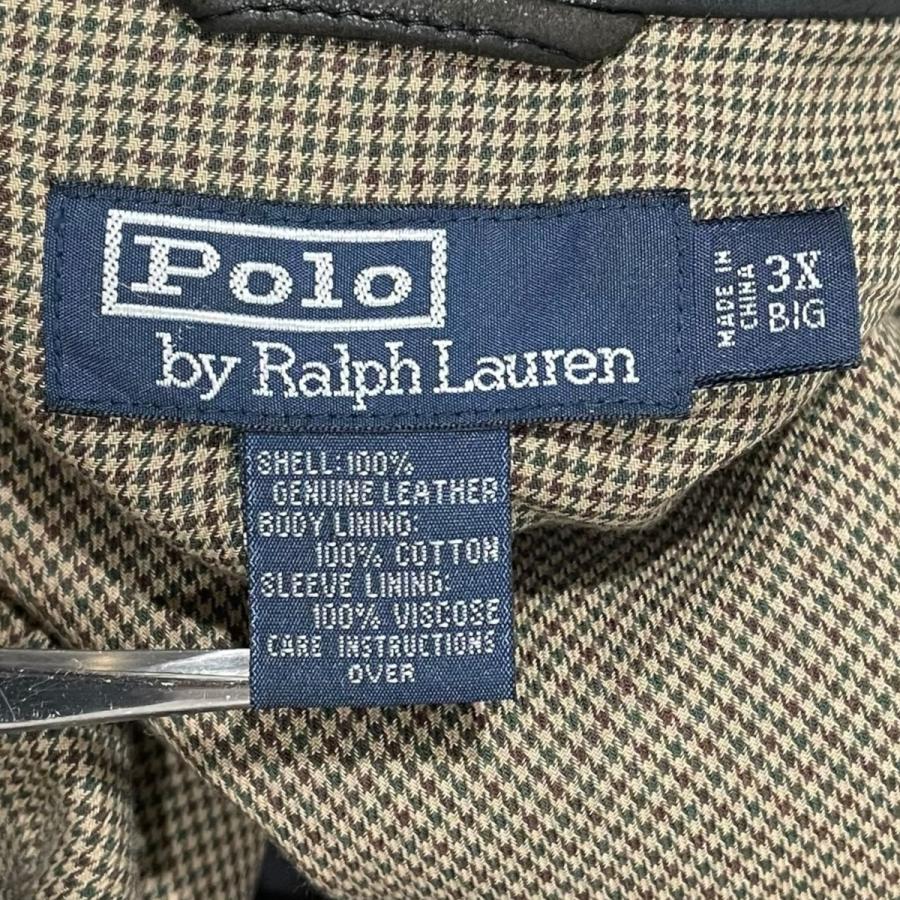 Polo
by Ralph Lauren
MADE IN
CHINA
3X
BIG
SHELL: 100%
GENUINE LEATHER
BODY LINING:
100% COTTON
SLEEVE LINING:
100% VISCOSE
CARE INSTRUCTIONS
OVER